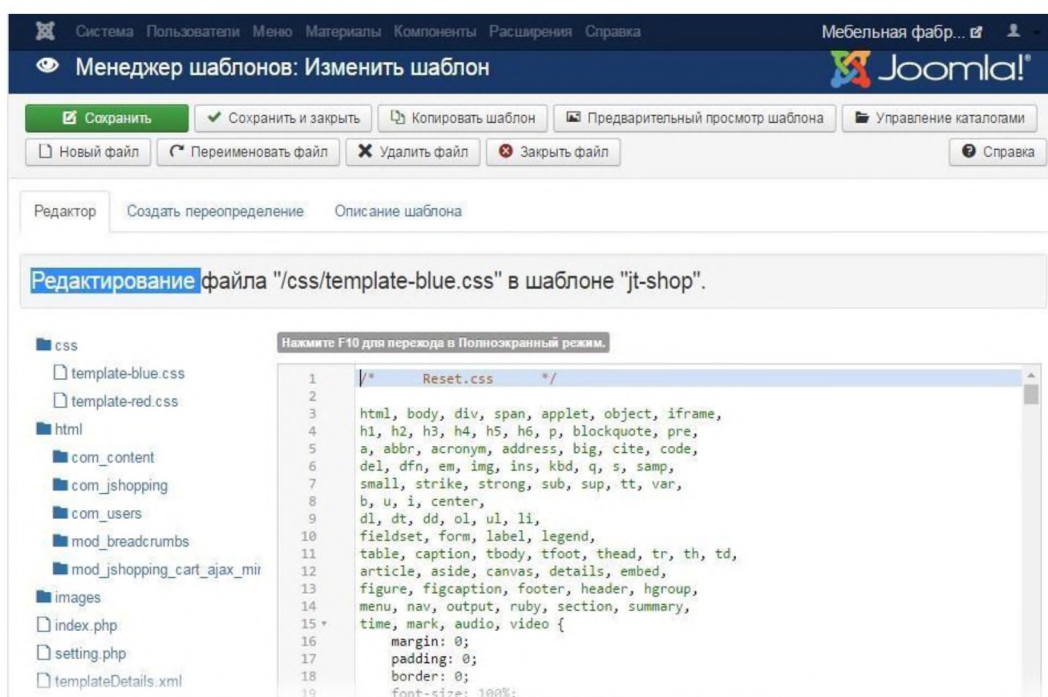 Система Пользователи Меню Материалы Компоненты Расширения Справка Мебельная фабр...
Менеджер шаблонов: Изменить шаблон Joomla!®
Сохранить Сохранить и закрыть Копировать шаблон Предварительный просмотр шаблона Управление каталогами
Новый файл Переименовать файл Удалить файл Закрыть файл Справка
Редактор Создать переопределение Описание шаблона
Редактирование файла "/css/template-blue.css" в шаблоне "jt-shop".
css
template-blue.css
template-red.css
html
com_content
com_jshopping
com_users
mod_breadcrumbs
mod_jshopping_cart_ajax_mir
images
index.php
setting.php
templateDetails.xml
Нажмите F10 для перехода в Полноэкранный режим.
1 /* Reset.css */
2
3 html, body, div, span, applet, object, iframe,
4 h1, h2, h3, h4, h5, h6, p, blockquote, pre,
5 a, abbr, acronym, address, big, cite, code,
6 del, dfn, em, img, ins, kbd, q, s, samp,
7 small, strike, strong, sub, sup, tt, var,
8 b, u, i, center,
9 dl, dt, dd, ol, ul, li,
10 fieldset, form, label, legend,
11 table, caption, tbody, tfoot, thead, tr, th, td,
12 article, aside, canvas, details, embed,
13 figure, figcaption, footer, header, hgroup,
14 menu, nav, output, ruby, section, summary,
15 time, mark, audio, video {
16 margin: 0;
17 padding: 0;
18 border: 0;
19 font-size: 100%;